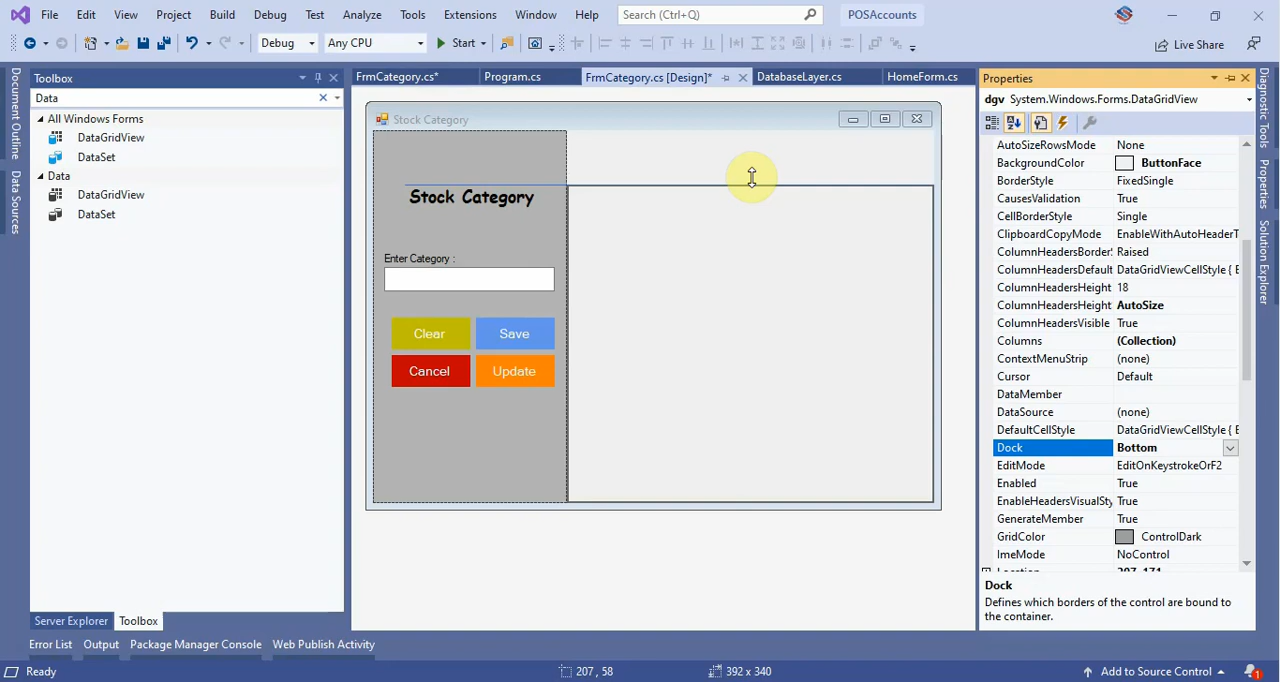 File Edit View Project Build Debug Test Analyze Tools Extensions Window Help Search (Ctrl+Q) POSAccounts
Debug Any CPU Start Live Share
Document Outline
Data Sources
Toolbox
Data
All Windows Forms
DataGridView
DataSet
Data
DataGridView
DataSet
Server Explorer Toolbox
FrmCategory.cs* Program.cs FrmCategory.cs [Design]* DatabaseLayer.cs HomeForm.cs
Stock Category
Stock Category
Enter Category :
Clear Save
Cancel Update
Properties
dgv System.Windows.Forms.DataGridView
AutoSizeRowsMode None
BackgroundColor ButtonFace
BorderStyle FixedSingle
CausesValidation True
CellBorderStyle Single
ClipboardCopyMode EnableWithAutoHeaderT
ColumnHeadersBorder Raised
ColumnHeadersDefault DataGridViewCellStyle { E
ColumnHeadersHeight 18
ColumnHeadersHeight AutoSize
ColumnHeadersVisible True
Columns (Collection)
ContextMenuStrip (none)
Cursor Default
DataMember
DataSource (none)
DefaultCellStyle DataGridViewCellStyle { E
Dock Bottom
EditMode EditOnKeystrokeOrF2
Enabled True
EnableHeadersVisualSty True
GenerateMember True
GridColor ControlDark
ImeMode NoControl
Location 207, 171
Dock
Defines which borders of the control are bound to
the container.
Diagnostic Tools
Properties
Solution Explorer
Error List Output Package Manager Console Web Publish Activity
Ready 207 , 58 392 x 340 Add to Source Control 1